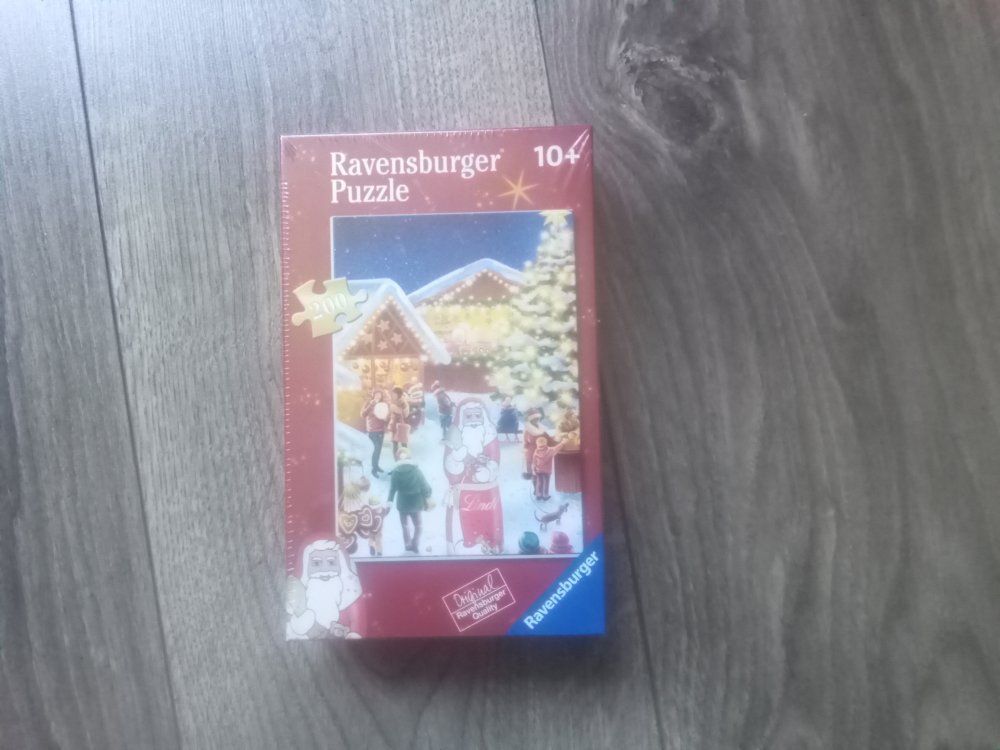 Ravensburger
Puzzle
10+
200
Lindt
Original
Ravensburger
Quality
Ravensburger